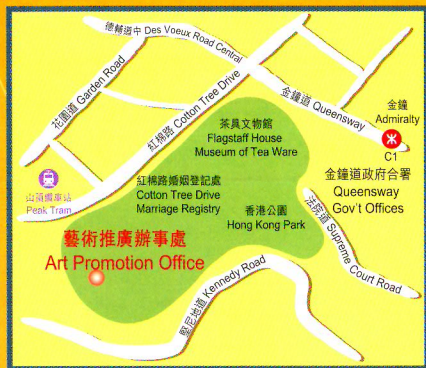 德輔道中 Des Voeux Road Central
花園道 Garden Road
紅棉路 Cotton Tree Drive
金鐘道 Queensway
金鐘
Admiralty
C1
茶具文物館
Flagstaff House
Museum of Tea Ware
金鐘道政府合署
Queensway
Gov't Offices
山頂纜車站
Peak Tram
紅棉路婚姻登記處
Cotton Tree Drive
Marriage Registry
香港公園
Hong Kong Park
法院道 Supreme Court Road
藝術推廣辦事處
Art Promotion Office
堅尼地道 Kennedy Road